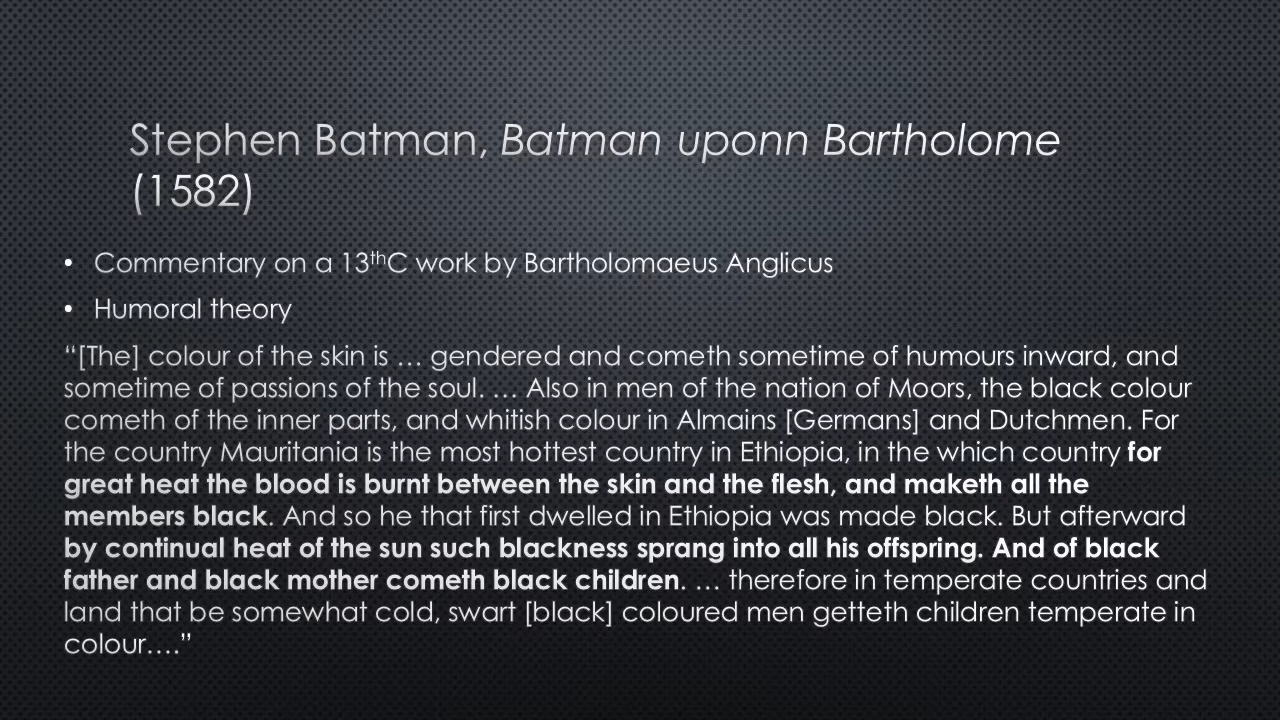 Stephen Batman, Batman uponn Bartholome
(1582)
• Commentary on a 13thC work by Bartholomaeus Anglicus
• Humoral theory
“[The] colour of the skin is … gendered and cometh sometime of humours inward, and
sometime of passions of the soul. … Also in men of the nation of Moors, the black colour
cometh of the inner parts, and whitish colour in Almains [Germans] and Dutchmen. For
the country Mauritania is the most hottest country in Ethiopia, in the which country for
great heat the blood is burnt between the skin and the flesh, and maketh all the
members black. And so he that first dwelled in Ethiopia was made black. But afterward
by continual heat of the sun such blackness sprang into all his offspring. And of black
father and black mother cometh black children. … therefore in temperate countries and
land that be somewhat cold, swart [black] coloured men getteth children temperate in
colour….”